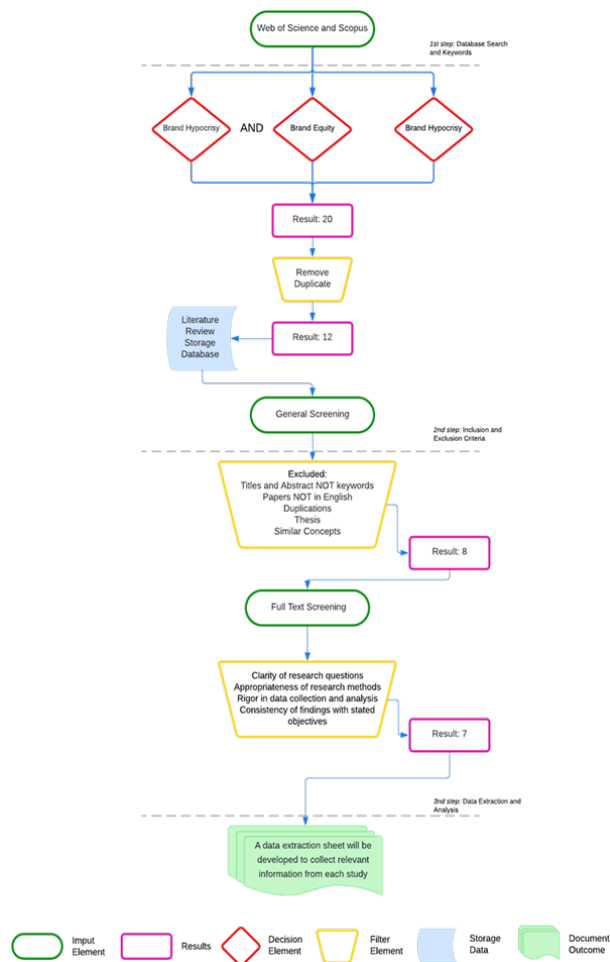 Web of Science and Scopus
1st step: Database Search
and Keywords
Brand Hypocrisy
AND
Brand Equity
Brand Hypocrisy
Result: 20
Remove
Duplicate
Literature
Review
Storage
Database
Result: 12
General Screening
2nd step: Inclusion and
Exclusion Criteria
Excluded:
Titles and Abstract NOT keywords
Papers NOT in English
Duplications
Thesis
Similar Concepts
Result: 8
Full Text Screening
Clarity of research questions
Appropriateness of research methods
Rigor in data collection and analysis
Consistency of findings with stated
objectives
Result: 7
3nd step: Data Extraction and
Analysis
A data extraction sheet will be
developed to collect relevant
information from each study
Imput
Element
Results
Decision
Element
Filter
Element
Storage
Data
Document
Outcome